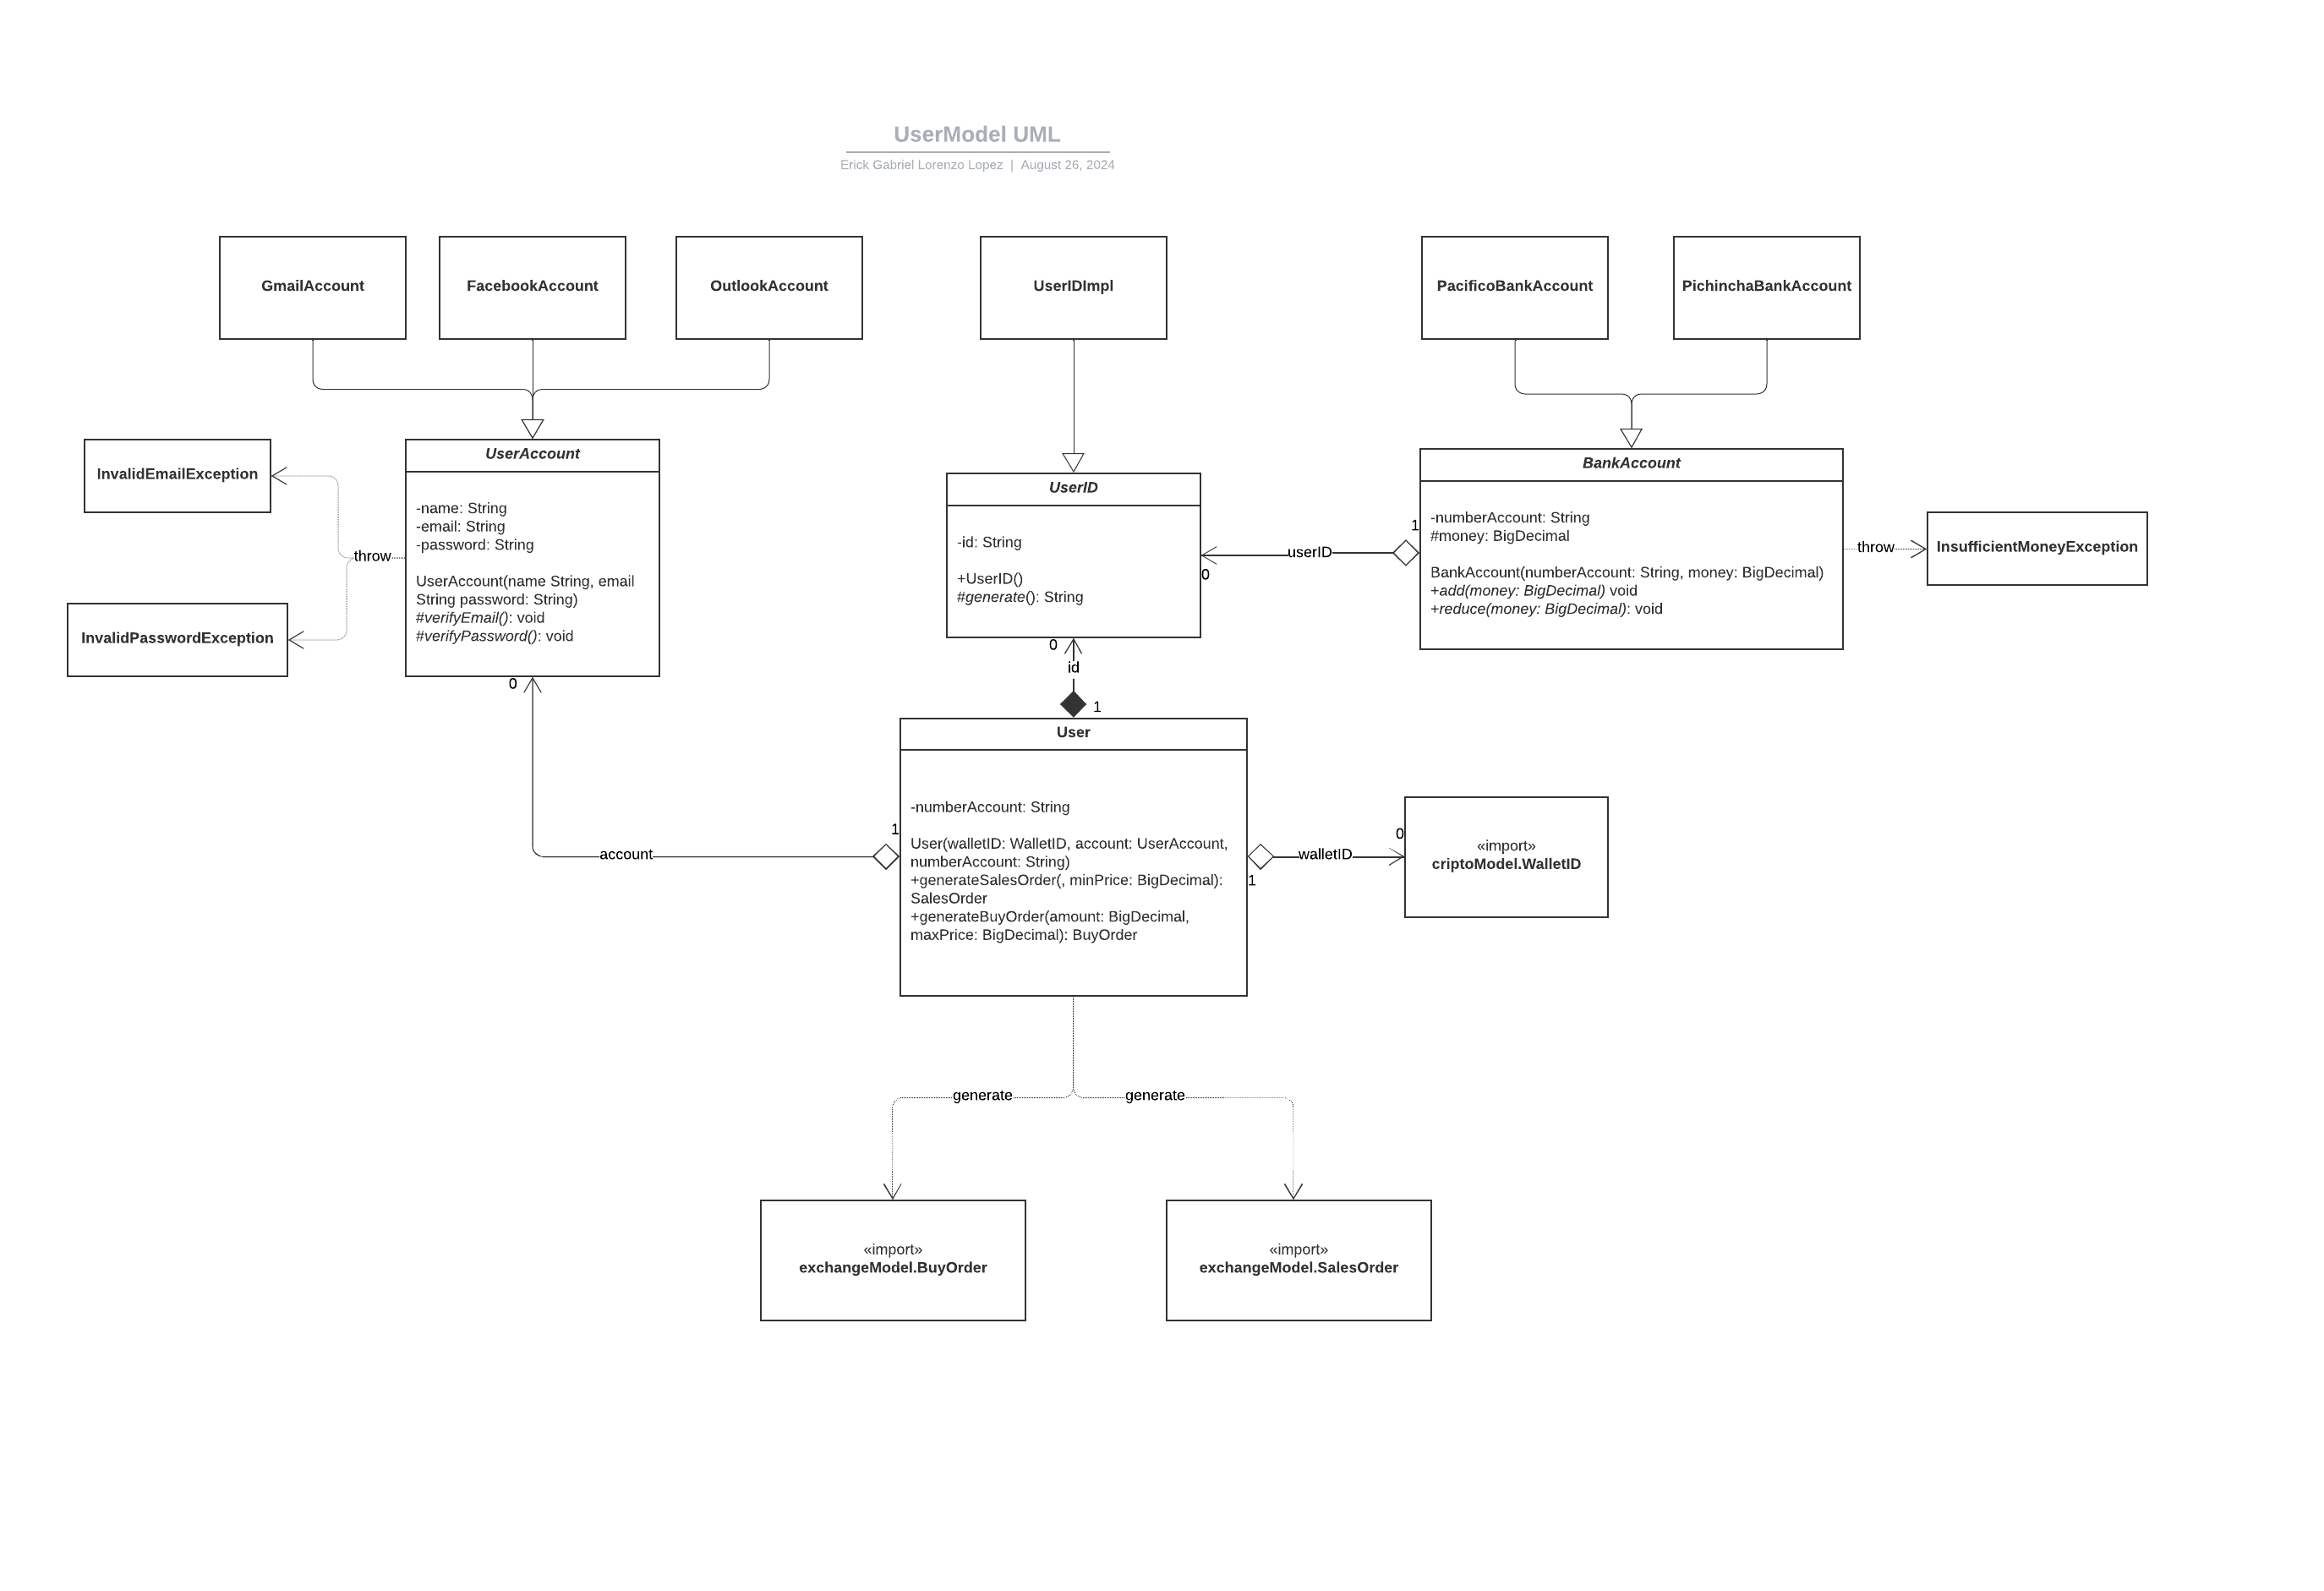 UserModel UML
Erick Gabriel Lorenzo Lopez | August 26, 2024
GmailAccount
FacebookAccount
OutlookAccount
UserIDImpl
PacificoBankAccount
PichinchaBankAccount
InvalidEmailException
InvalidPasswordException
throw
UserAccount
-name: String
-email: String
-password: String
UserAccount(name String, email
String password: String)
#verifyEmail(): void
#verifyPassword(): void
0
UserID
-id: String
+UserID()
#generate(): String
0
userID
1
BankAccount
-numberAccount: String
#money: BigDecimal
BankAccount(numberAccount: String, money: BigDecimal)
+add(money: BigDecimal) void
+reduce(money: BigDecimal): void
throw
InsufficientMoneyException
0
id
1
User
-numberAccount: String
User(walletID: WalletID, account: UserAccount,
numberAccount: String)
+generateSalesOrder(, minPrice: BigDecimal):
SalesOrder
+generateBuyOrder(amount: BigDecimal,
maxPrice: BigDecimal): BuyOrder
account
1
1
walletID
0
«import»
criptoModel.WalletID
generate
generate
«import»
exchangeModel.BuyOrder
«import»
exchangeModel.SalesOrder